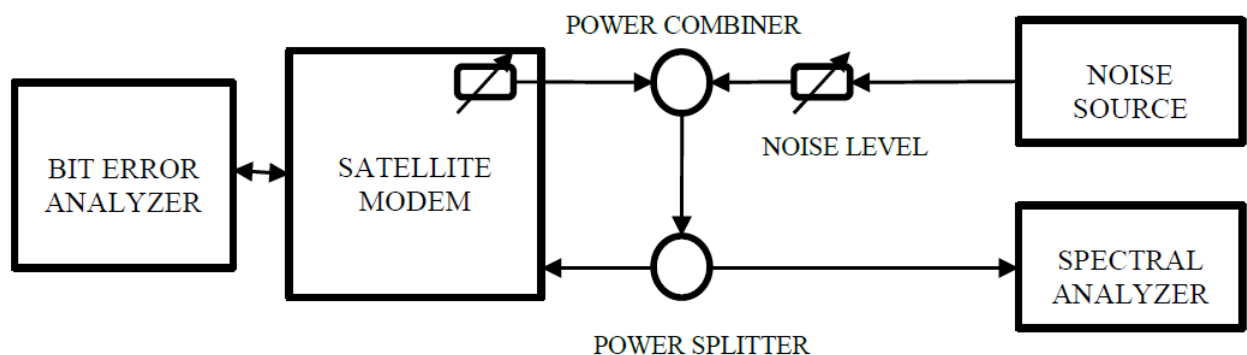 POWER COMBINER
BIT ERROR
ANALYZER
SATELLITE
MODEM
NOISE LEVEL
NOISE
SOURCE
SPECTRAL
ANALYZER
POWER SPLITTER